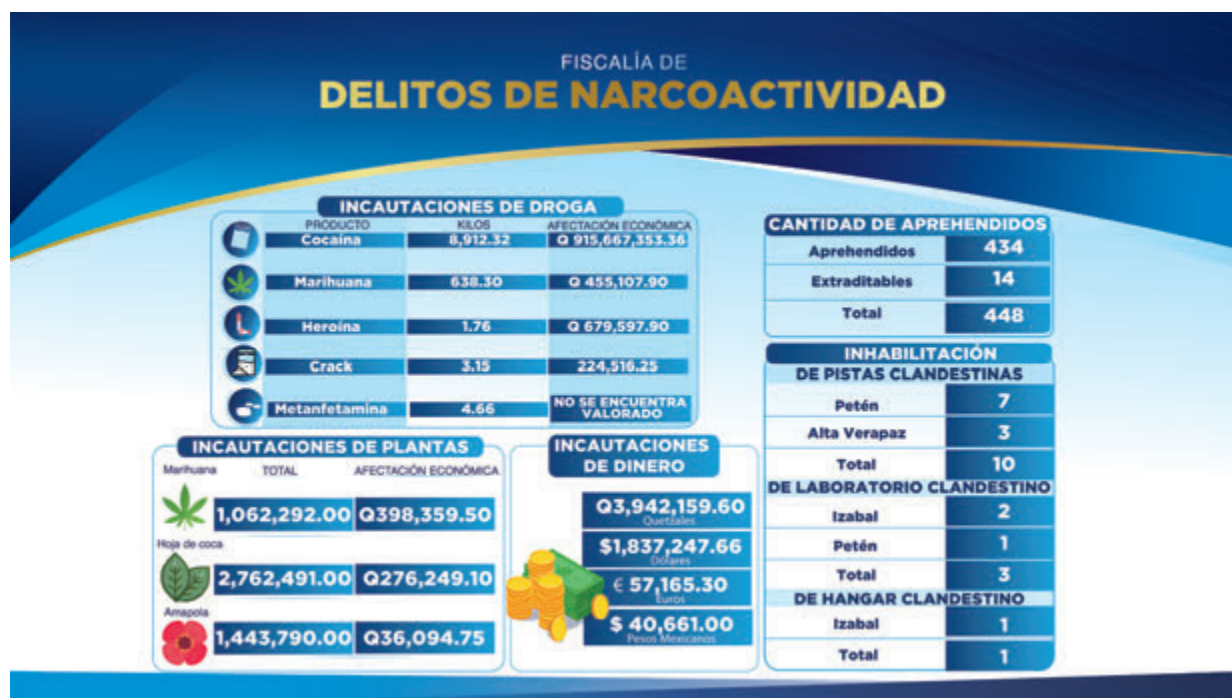 FISCALÍA DE
DELITOS DE NARCOACTIVIDAD
INCAUTACIONES DE DROGA
PRODUCTO KILOS AFECTACIÓN ECONÓMICA
Cocaína 8,912.32 Q 915,667,353.36
Marihuana 638.30 Q 455,107.90
Heroína 1.76 Q 679,597.90
Crack 3.15 224,516.25
Metanfetamina 4.66 NO SE ENCUENTRA
VALORADO
INCAUTACIONES DE PLANTAS
Marihuana TOTAL AFECTACIÓN ECONÓMICA
1,062,292.00 Q398,359.50
Hoja de coca
2,762,491.00 Q276,249.10
Amapola
1,443,790.00 Q36,094.75
INCAUTACIONES
DE DINERO
Q3,942,159.60
Quetzales
$1,837,247.66
Dólares
€ 57,165.30
Euros
$ 40,661.00
Pesos Mexicanos
CANTIDAD DE APREHENDIDOS
Aprehendidos 434
Extraditables 14
Total 448
INHABILITACIÓN
DE PISTAS CLANDESTINAS
Petén 7
Alta Verapaz 3
Total 10
DE LABORATORIO CLANDESTINO
Izabal 2
Petén 1
Total 3
DE HANGAR CLANDESTINO
Izabal 1
Total 1